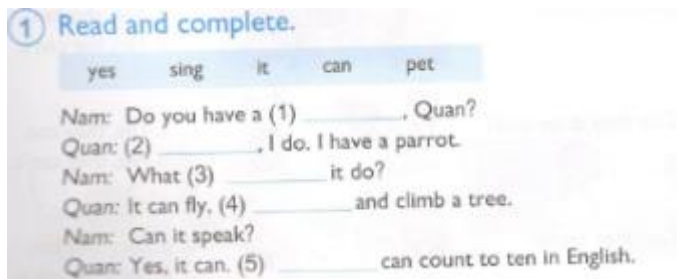 1 Read and complete.
yes sing it can pet
Nam: Do you have a (1) ________, Quan?
Quan: (2) ________, I do. I have a parrot.
Nam: What (3) ________ it do?
Quan: It can fly, (4) ________ and climb a tree.
Nam: Can it speak?
Quan: Yes, it can. (5) ________ can count to ten in English.